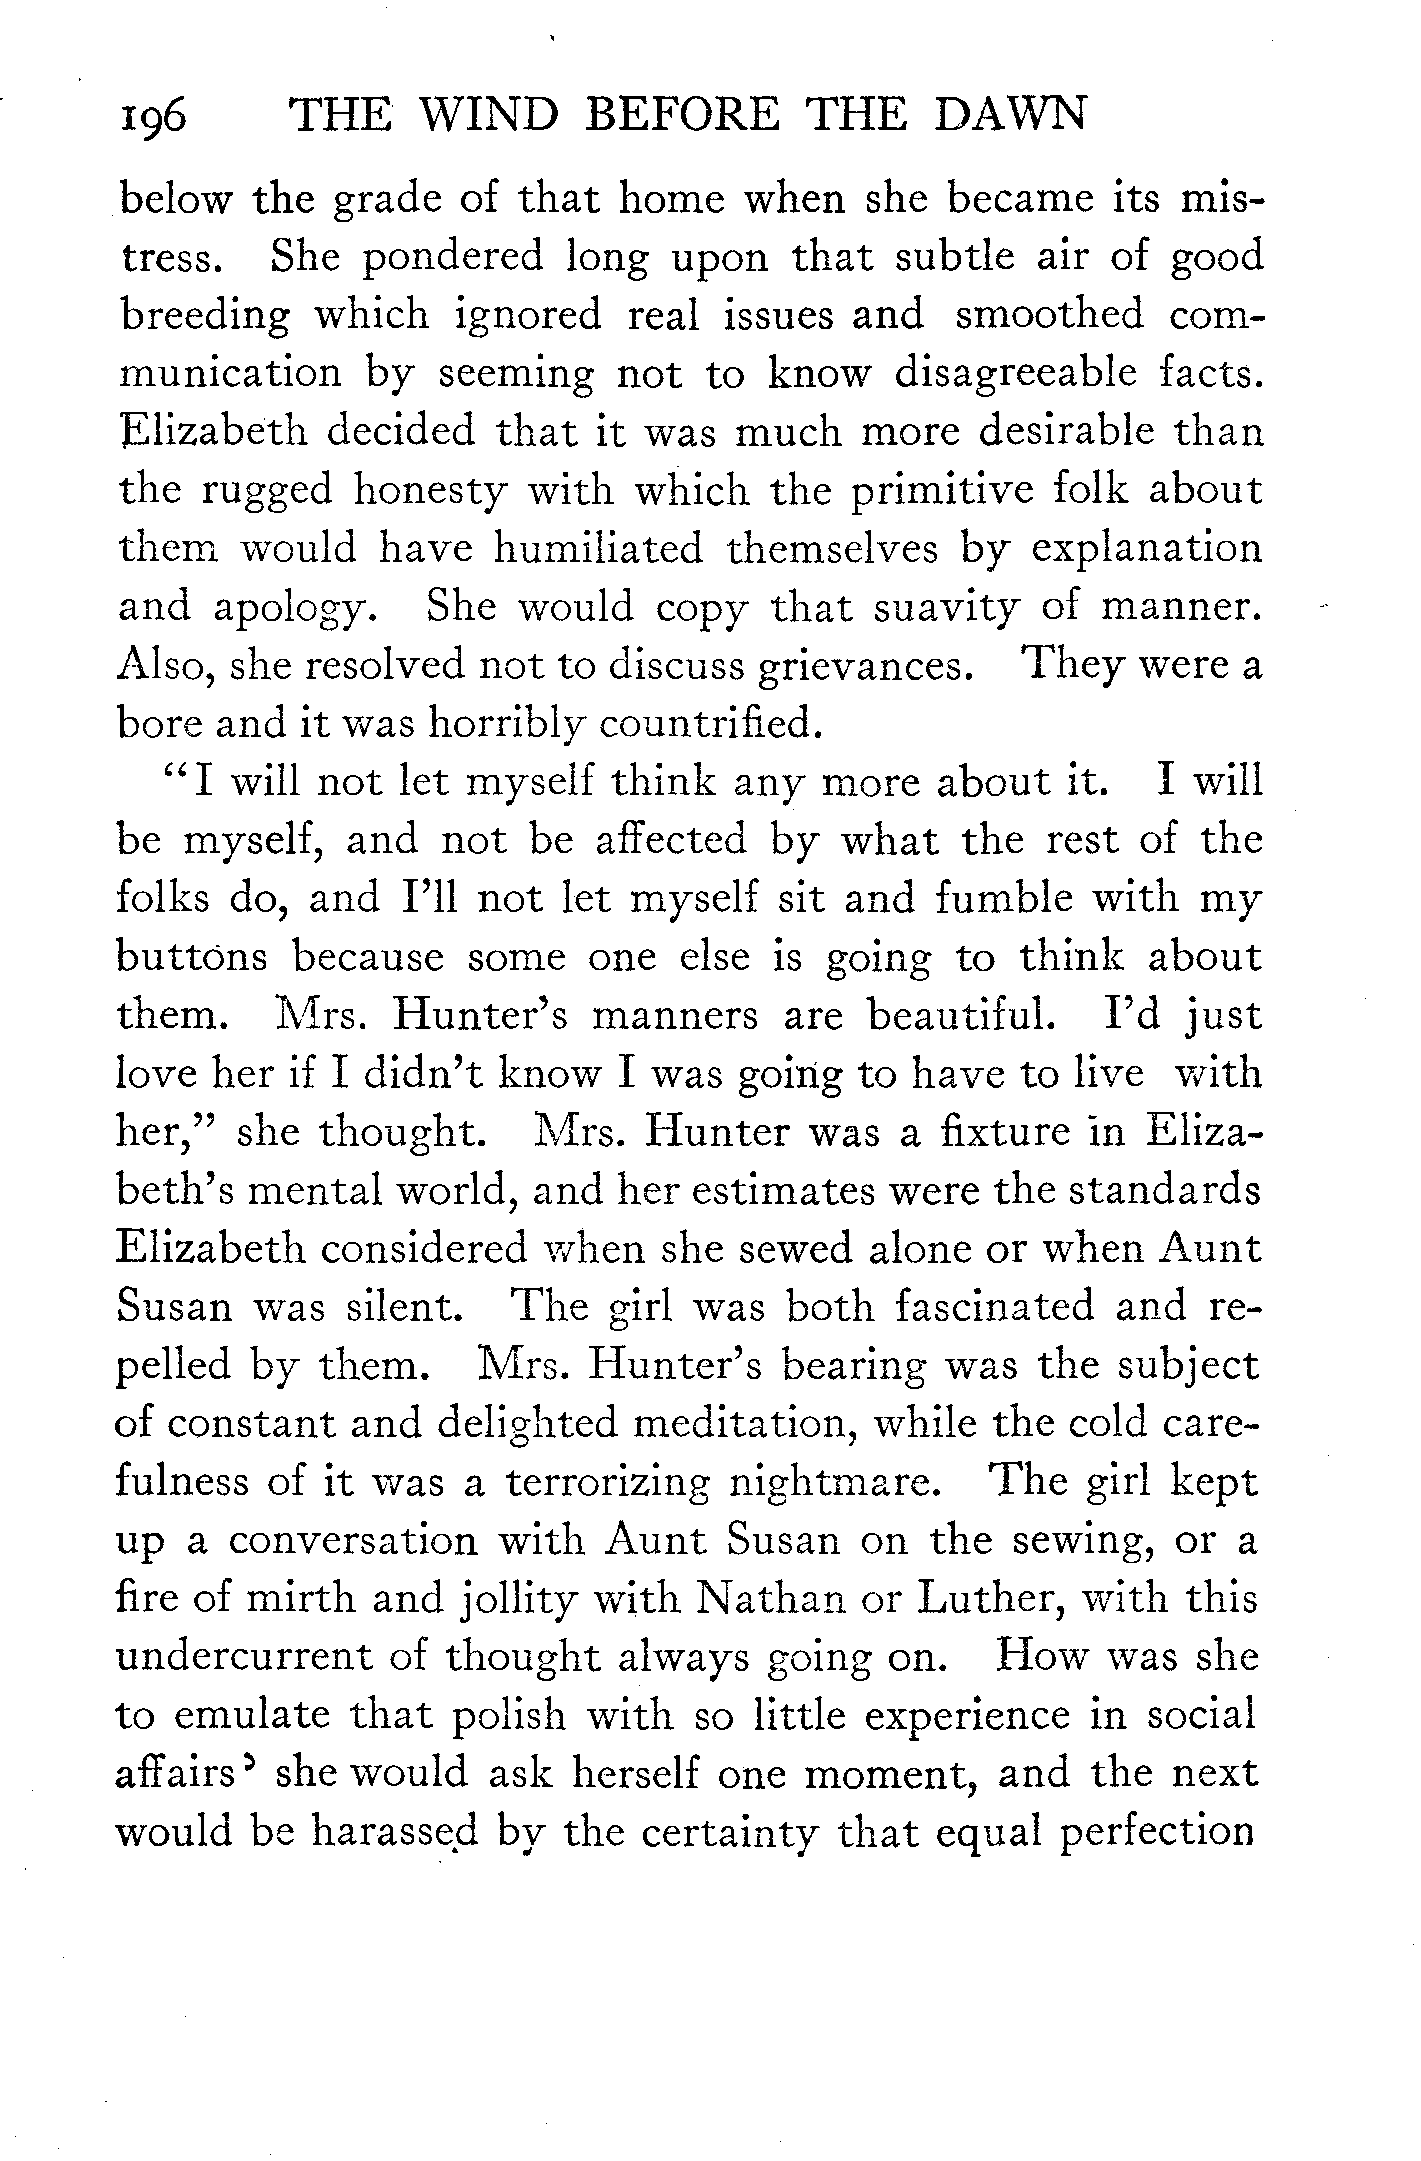 196 THE WIND BEFORE THE DAWN
below the grade of that home when she became its mis-
tress. She pondered long upon that subtle air of good
breeding which ignored real issues and smoothed com-
munication by seeming not to know disagreeable facts.
Elizabeth decided that it was much more desirable than
the rugged honesty with which the primitive folk about
them would have humiliated themselves by explanation
and apology. She would copy that suavity of manner.
Also, she resolved not to discuss grievances. They were a
bore and it was horribly countrified.
“I will not let myself think any more about it. I will
be myself, and not be affected by what the rest of the
folks do, and I’ll not let myself sit and fumble with my
buttons because some one else is going to think about
them. Mrs. Hunter’s manners are beautiful. I’d just
love her if I didn’t know I was going to have to live with
her,” she thought. Mrs. Hunter was a fixture in Eliza-
beth’s mental world, and her estimates were the standards
Elizabeth considered when she sewed alone or when Aunt
Susan was silent. The girl was both fascinated and re-
pelled by them. Mrs. Hunter’s bearing was the subject
of constant and delighted meditation, while the cold care-
fulness of it was a terrorizing nightmare. The girl kept
up a conversation with Aunt Susan on the sewing, or a
fire of mirth and jollity with Nathan or Luther, with this
undercurrent of thought always going on. How was she
to emulate that polish with so little experience in social
affairs’ she would ask herself one moment, and the next
would be harassed by the certainty that equal perfection